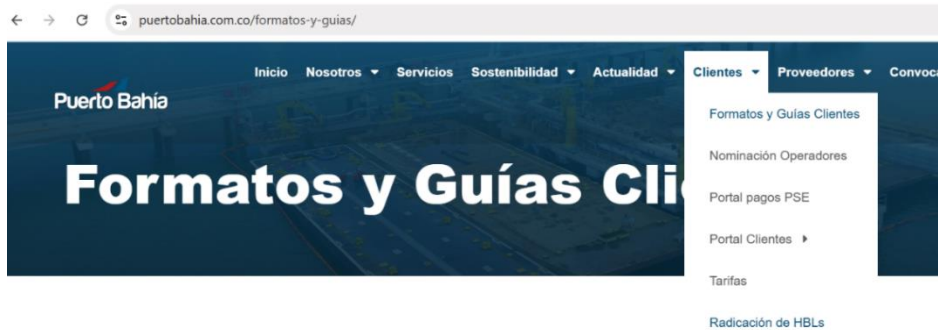 puertobahia.com.co/formatos-y-guias/
Inicio Nosotros Servicios Sostenibilidad Actualidad Clientes Proveedores Convoca
Puerto Bahía
Formatos y Guías Clientes
Nominación Operadores
Portal pagos PSE
Portal Clientes
Tarifas
Radicación de HBLs
Formatos y Guías Cli